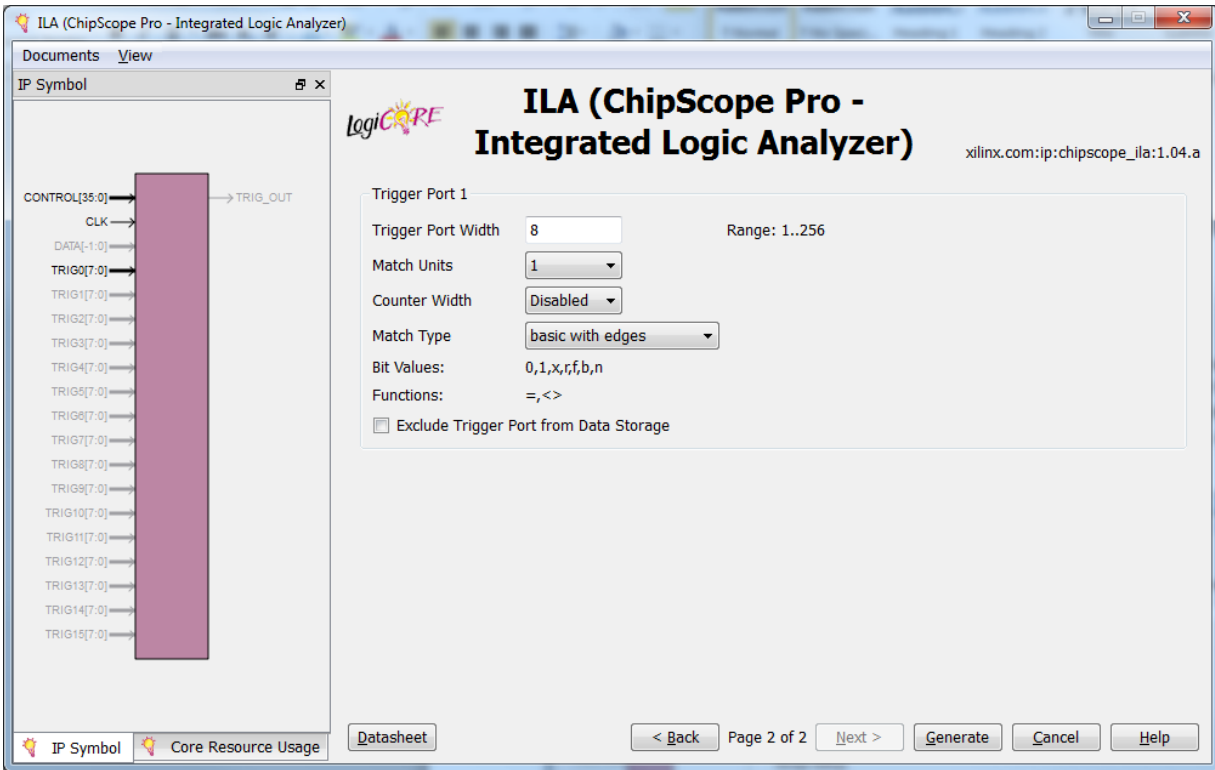 ILA (ChipScope Pro - Integrated Logic Analyzer)
Documents View
IP Symbol
CONTROL[35:0]
CLK
DATA[-1:0]
TRIG0[7:0]
TRIG1[7:0]
TRIG2[7:0]
TRIG3[7:0]
TRIG4[7:0]
TRIG5[7:0]
TRIG6[7:0]
TRIG7[7:0]
TRIG8[7:0]
TRIG9[7:0]
TRIG10[7:0]
TRIG11[7:0]
TRIG12[7:0]
TRIG13[7:0]
TRIG14[7:0]
TRIG15[7:0]
TRIG_OUT
IP Symbol Core Resource Usage
LogiCORE
ILA (ChipScope Pro -
Integrated Logic Analyzer)
xilinx.com:ip:chipscope_ila:1.04.a
Trigger Port 1
Trigger Port Width 8 Range: 1..256
Match Units 1
Counter Width Disabled
Match Type basic with edges
Bit Values: 0,1,x,r,f,b,n
Functions: =,<>
Exclude Trigger Port from Data Storage
Datasheet < Back Page 2 of 2 Next > Generate Cancel Help